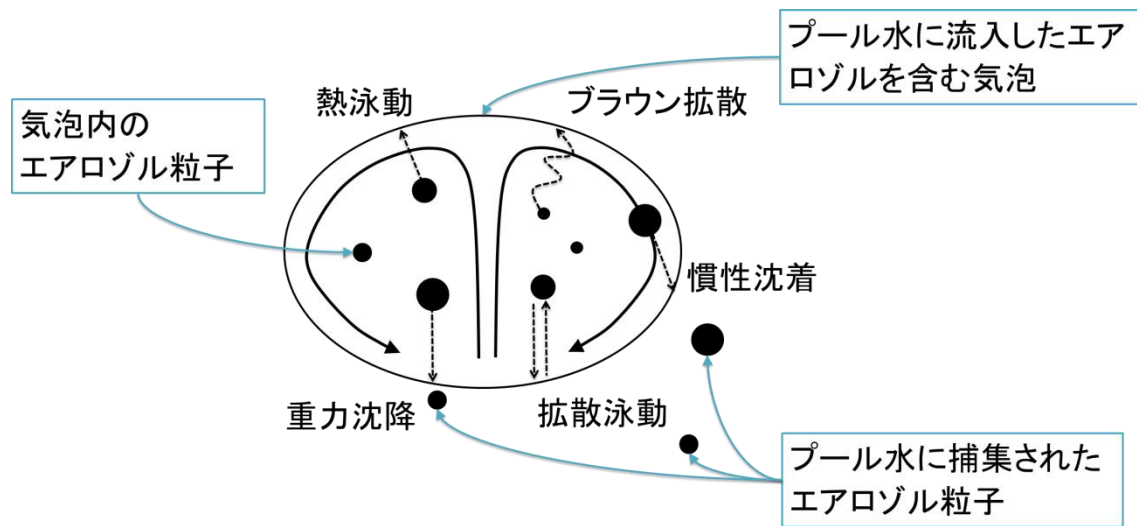 プール水に流入したエア
ロゾルを含む気泡
熱泳動
ブラウン拡散
気泡内の
エアロゾル粒子
慣性沈着
重力沈降
拡散泳動
プール水に捕集された
エアロゾル粒子